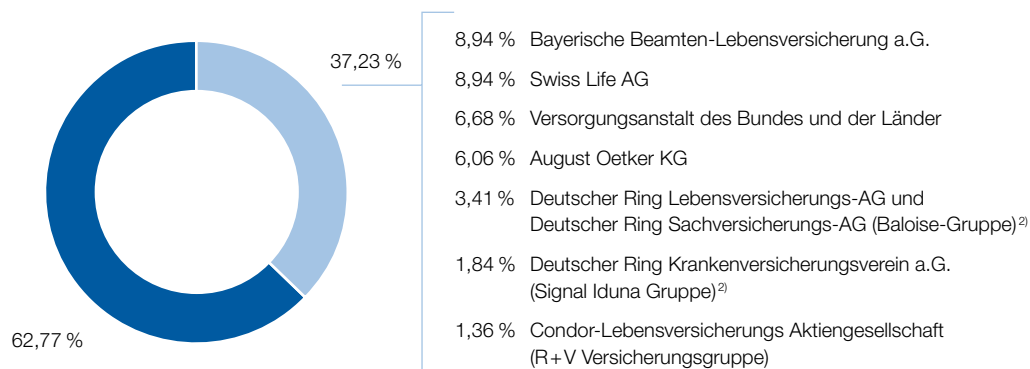 37,23 %
62,77 %
8,94 % Bayerische Beamten-Lebensversicherung a.G.
8,94 % Swiss Life AG
6,68 % Versorgungsanstalt des Bundes und der Länder
6,06 % August Oetker KG
3,41 % Deutscher Ring Lebensversicherungs-AG und
Deutscher Ring Sachversicherungs-AG (Baloise-Gruppe) 2)
1,84 % Deutscher Ring Krankenversicherungsverein a.G.
(Signal Iduna Gruppe) 2)
1,36 % Condor-Lebensversicherungs Aktiengesellschaft
(R+V Versicherungsgruppe)